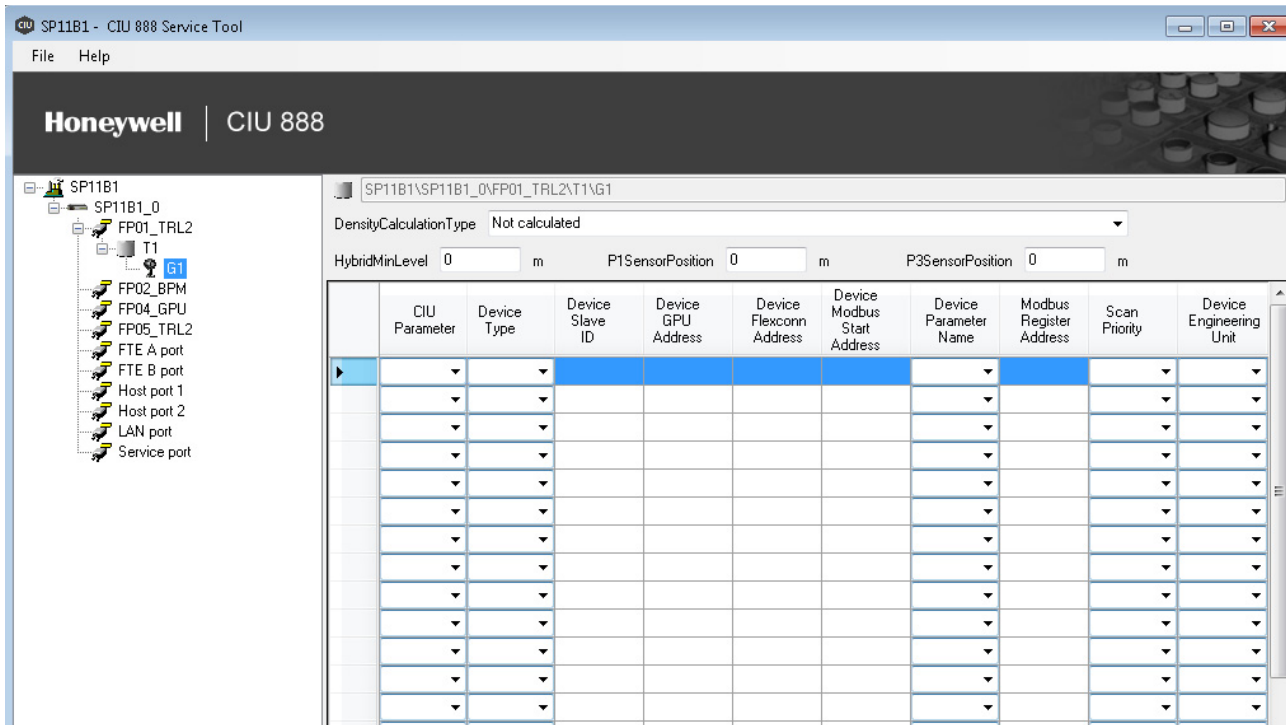 SP11B1 - CIU 888 Service Tool
File Help
Honeywell CIU 888
SP11B1
SP11B1_0
FP01_TRL2
T1
G1
FP02_BPM
FP04_GPU
FP05_TRL2
FTE A port
FTE B port
Host port 1
Host port 2
LAN port
Service port
SP11B1\SP11B1_0\FP01_TRL2\T1\G1
DensityCalculationType Not calculated
HybridMinLevel 0 m P1SensorPosition 0 m P3SensorPosition 0 m
CIU Parameter
Device Type
Device Slave ID
Device GPU Address
Device Flexconn Address
Device Modbus Start Address
Device Parameter Name
Modbus Register Address
Scan Priority
Device Engineering Unit